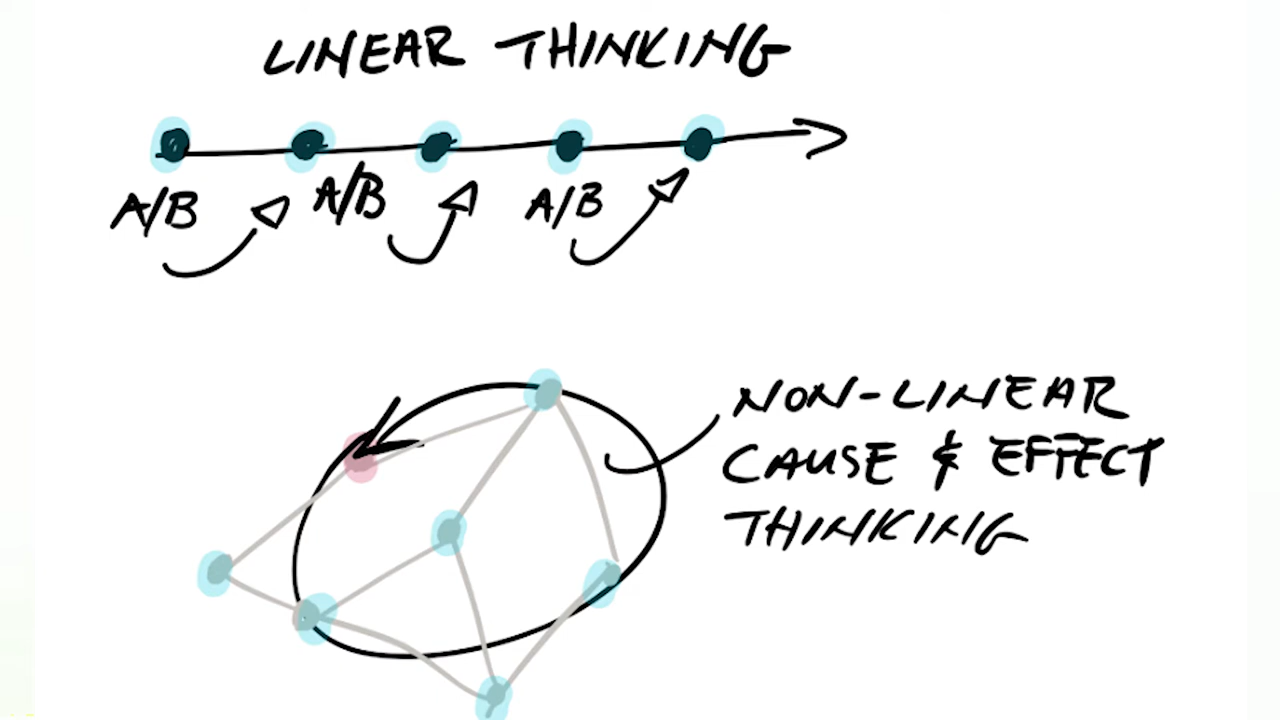 LINEAR THINKING
A/B A/B A/B
NON-LINEAR
CAUSE & EFFECT
THINKING